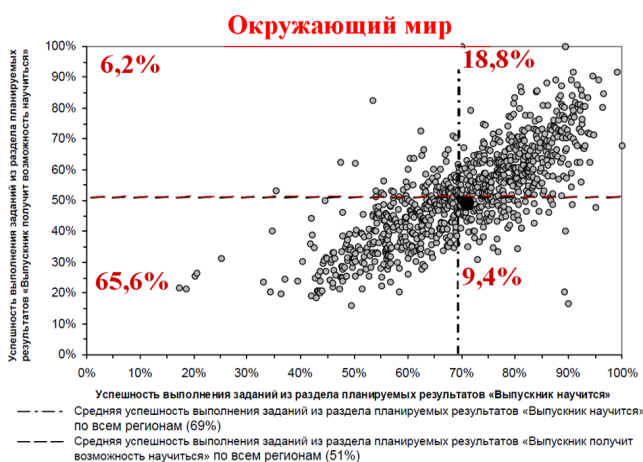 Окружающий мир
Успешность выполнения заданий из раздела планируемых
результатов «Выпускник получит возможность научиться»
100%
90%
80%
70%
60%
50%
40%
30%
20%
10%
0%
6,2%
18,8%
65,6%
9,4%
0% 10% 20% 30% 40% 50% 60% 70% 80% 90% 100%
Успешность выполнения заданий из раздела планируемых результатов «Выпускник научится»
Средняя успешность выполнения заданий из раздела планируемых результатов «Выпускник научится»
по всем регионам (69%)
Средняя успешность выполнения заданий из раздела планируемых результатов «Выпускник получит
возможность научиться» по всем регионам (51%)